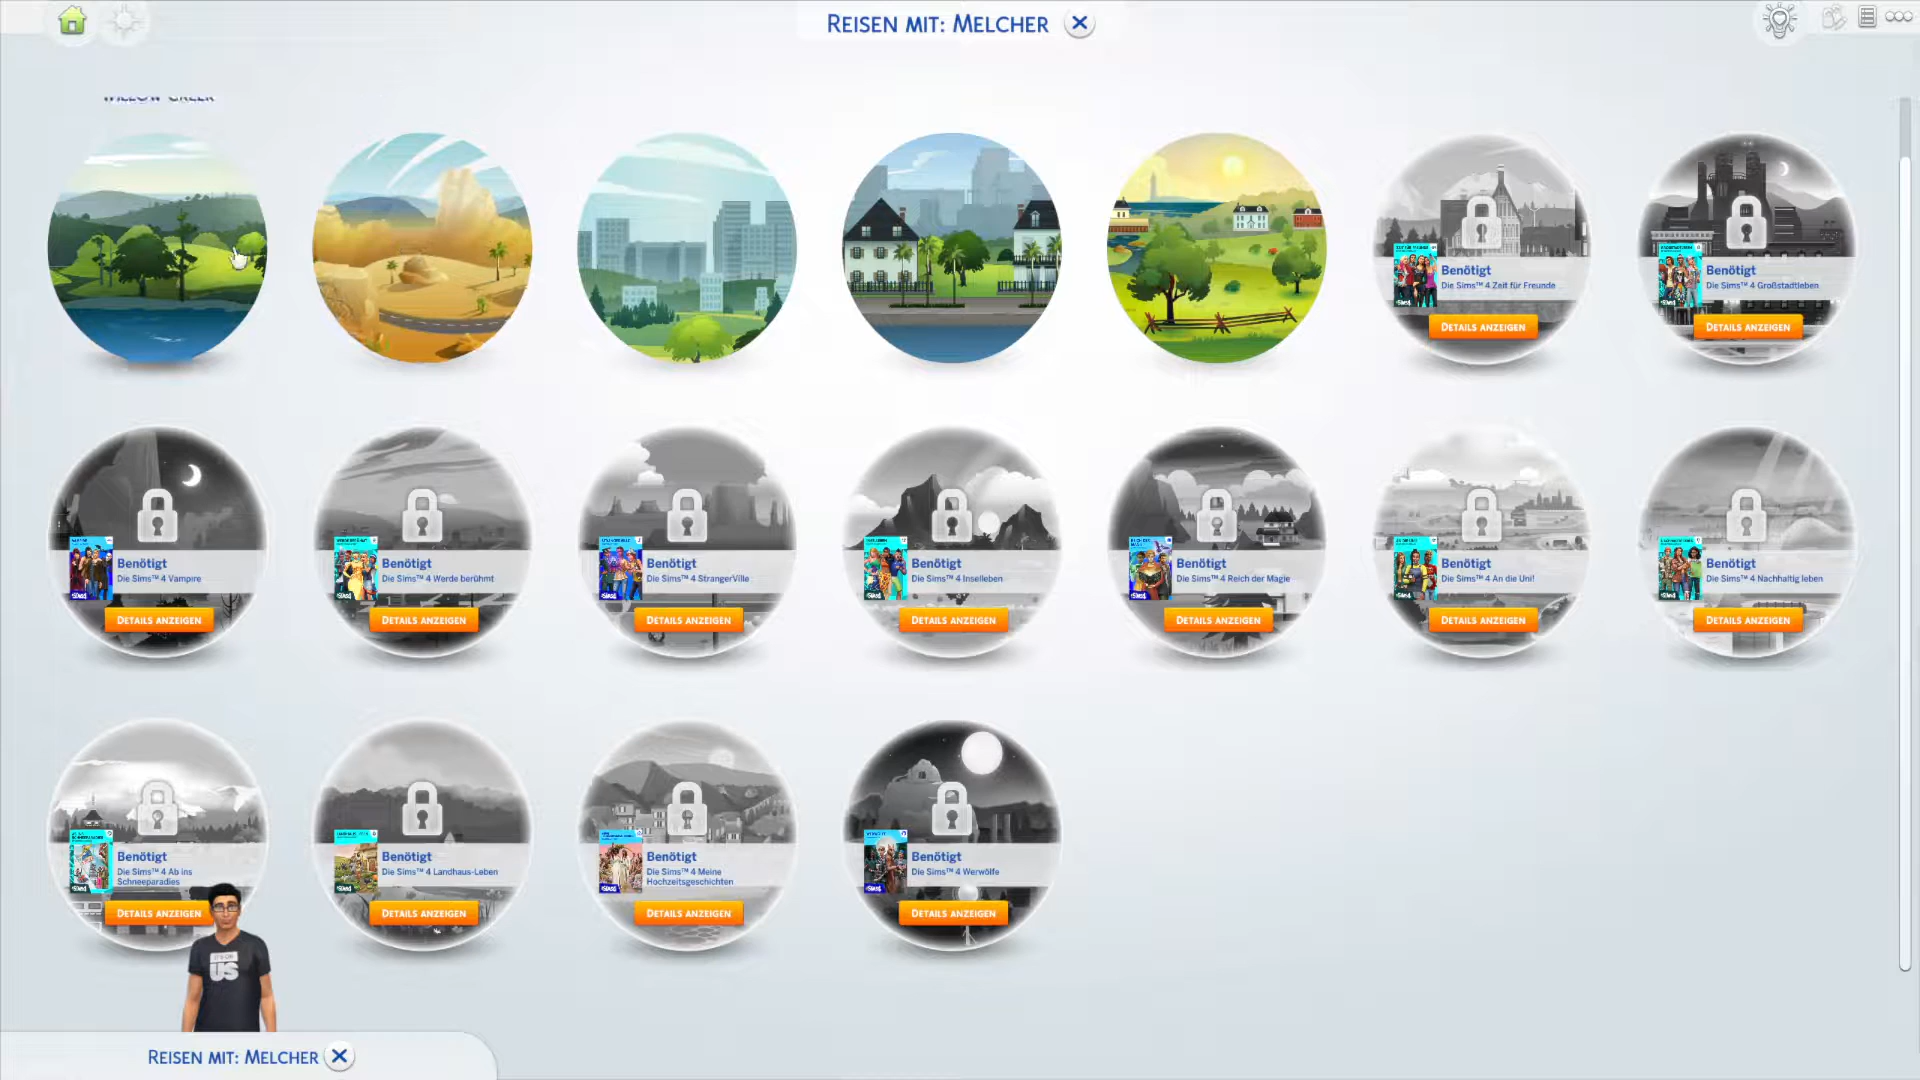 REISEN MIT: MELCHER
WILLOW CREEK
Benötigt
Die Sims™ 4 Zeit für Freunde
DETAILS ANZEIGEN
Benötigt
Die Sims™ 4 Großstadtleben
DETAILS ANZEIGEN
Benötigt
Die Sims™ 4 Vampire
DETAILS ANZEIGEN
Benötigt
Die Sims™ 4 Werde berühmt
DETAILS ANZEIGEN
Benötigt
Die Sims™ 4 StrangerVille
DETAILS ANZEIGEN
Benötigt
Die Sims™ 4 Inselleben
DETAILS ANZEIGEN
Benötigt
Die Sims™ 4 Reich der Magie
DETAILS ANZEIGEN
Benötigt
Die Sims™ 4 An die Uni!
DETAILS ANZEIGEN
Benötigt
Die Sims™ 4 Nachhaltig leben
DETAILS ANZEIGEN
Benötigt
Die Sims™ 4 Ab ins
Schneeparadies
DETAILS ANZEIGEN
Benötigt
Die Sims™ 4 Landhaus-Leben
DETAILS ANZEIGEN
Benötigt
Die Sims™ 4 Meine
Hochzeitsgeschichten
DETAILS ANZEIGEN
Benötigt
Die Sims™ 4 Werwölfe
DETAILS ANZEIGEN
US
REISEN MIT: MELCHER